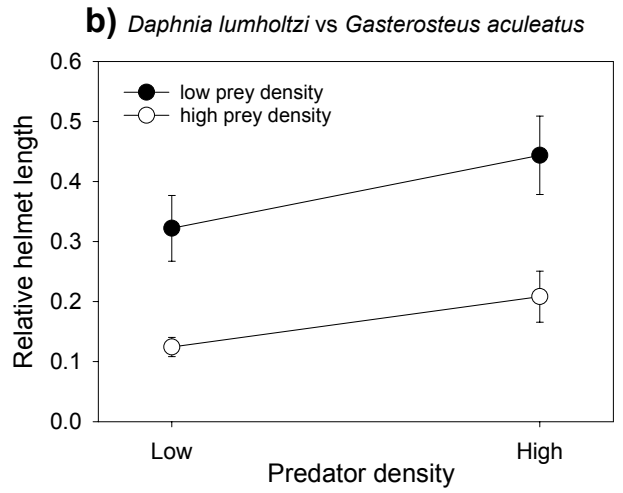 b) Daphnia lumholtzi vs Gasterosteus aculeatus
0.6
0.5
0.4
0.3
0.2
0.1
0.0
Relative helmet length
low prey density
high prey density
Low
High
Predator density